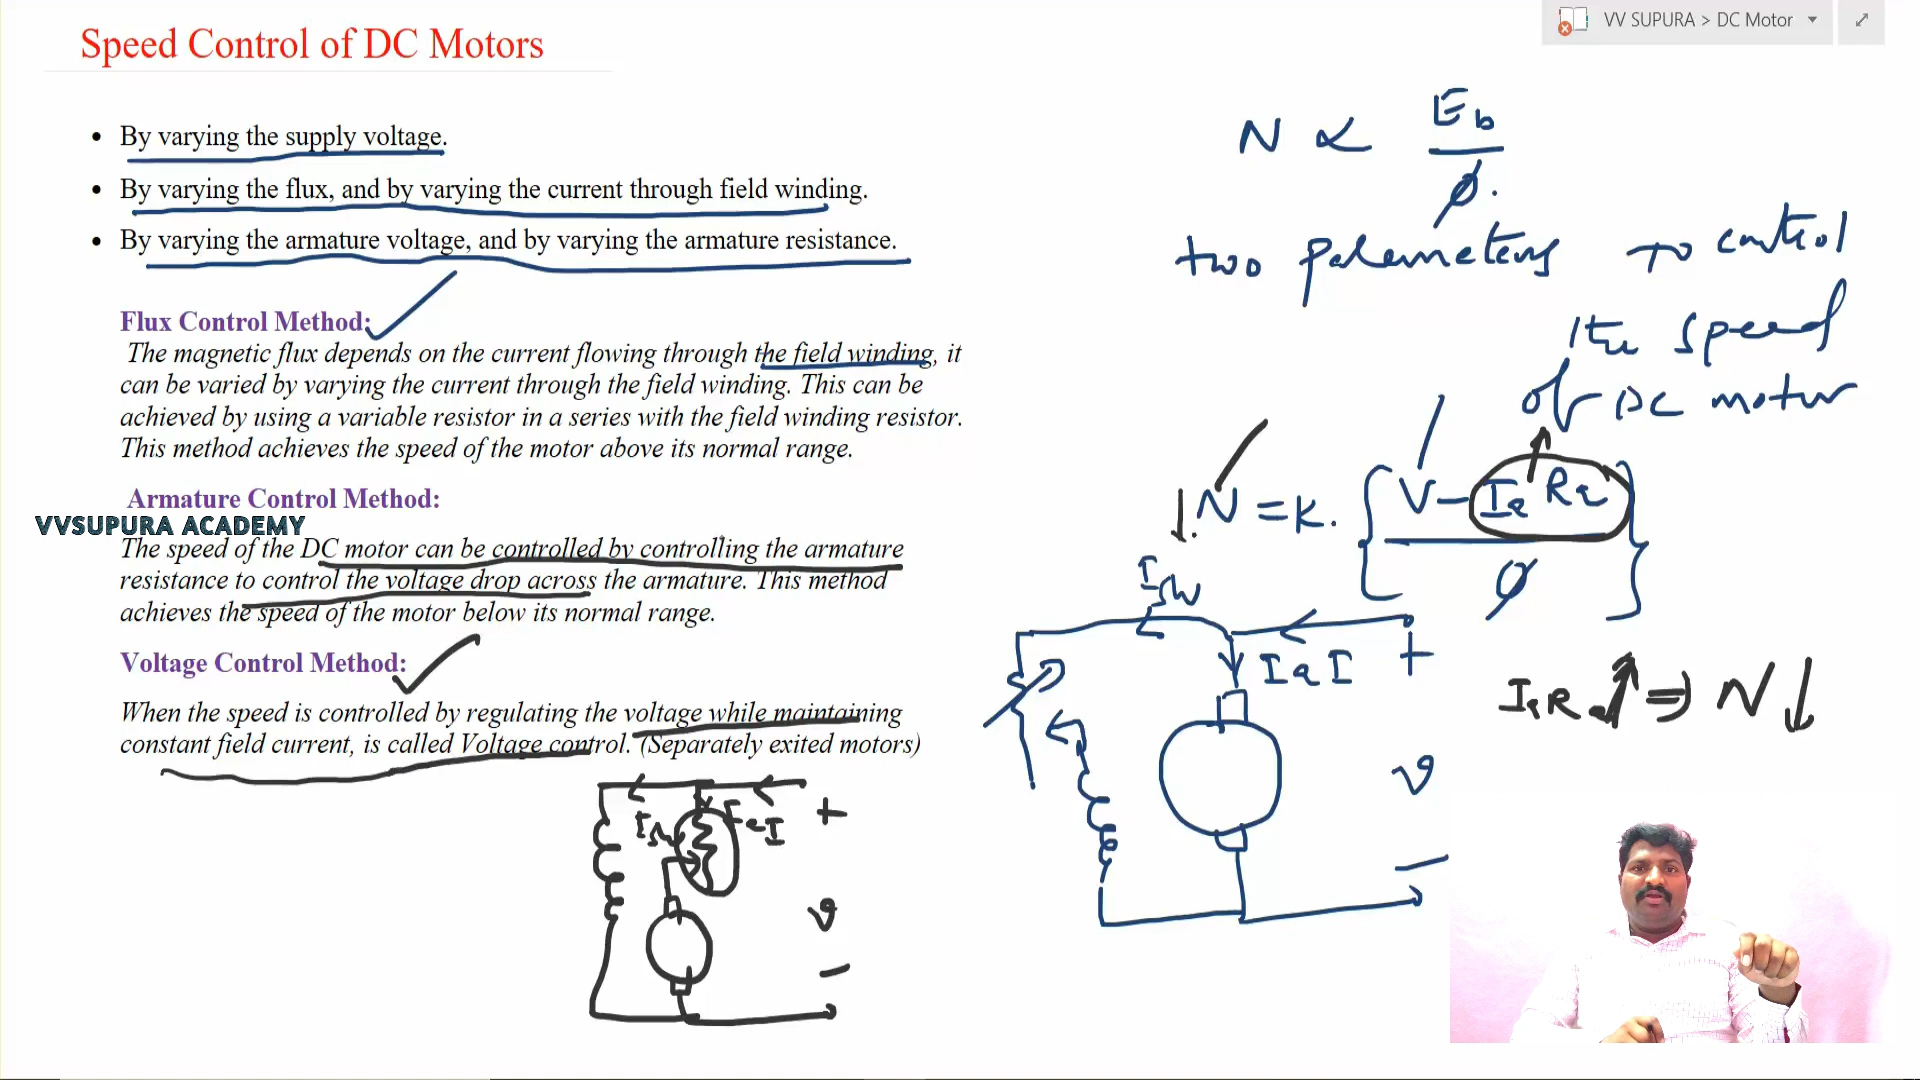 VV SUPURA > DC Motor
Speed Control of DC Motors
• By varying the supply voltage.
• By varying the flux, and by varying the current through field winding.
• By varying the armature voltage, and by varying the armature resistance.
Flux Control Method:
The magnetic flux depends on the current flowing through the field winding, it
can be varied by varying the current through the field winding. This can be
achieved by using a variable resistor in a series with the field winding resistor.
This method achieves the speed of the motor above its normal range.
Armature Control Method:
VVSUPURA ACADEMY
The speed of the DC motor can be controlled by controlling the armature
resistance to control the voltage drop across the armature. This method
achieves the speed of the motor below its normal range.
Voltage Control Method:
When the speed is controlled by regulating the voltage while maintaining
constant field current, is called Voltage control. (Separately exited motors)
Ish Ia I +
V
−
N ∝ Eb
ϕ.
two parameters to control
the speed
of DC motor
↓N = K. { V − Ia Ra }
ϕ
Ish
Ia I +
IaRa↑ ⇒ N↓
V
−